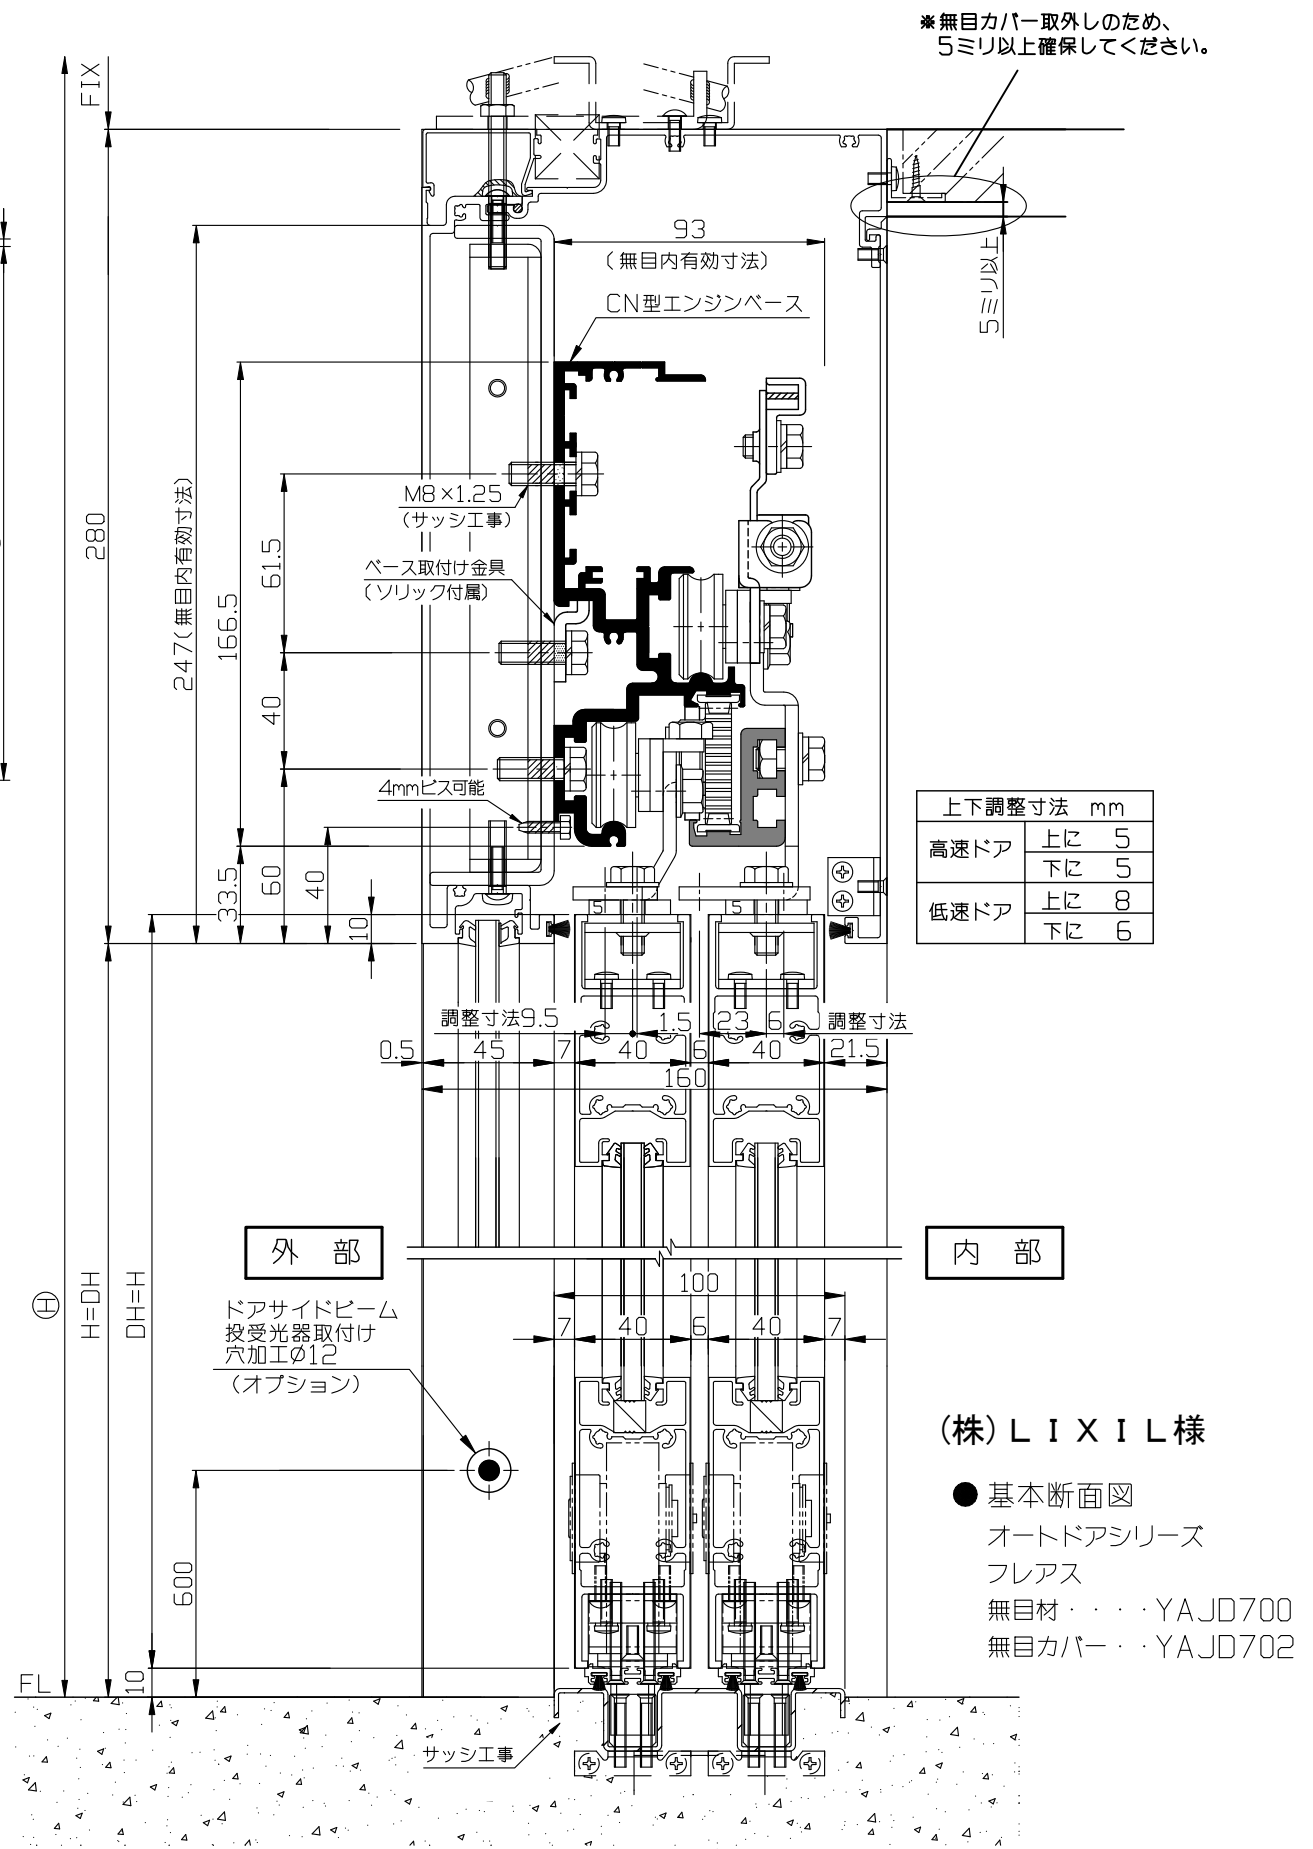 ※無目カバー取外しのため、
5ミリ以上確保してください。
FIX
93
(無目内有効寸法)
CN型エンジンベース
5ミリ以上
280
247(無目内有効寸法)
166.5
61.5
40
60
33.5
40
10
M8×1.25
(サッシ工事)
ベース取付け金具
(ソリック付属)
4mmビス可能
上下調整寸法 mm
高速ドア 上に 5
下に 5
低速ドア 上に 8
下に 6
5 5
調整寸法9.5 1.5 23 6 調整寸法
0.5 45 7 40 6 40 21.5
160
外 部
内 部
100
7 40 6 40 7
H
H=DH
DH=H
ドアサイドビーム
投受光器取付け
穴加工φ12
(オプション)
600
10
FL
サッシ工事
(株)LIXIL様
●基本断面図
オートドアシリーズ
フレアス
無目材・・・・YAJD700
無目カバー・・YAJD702